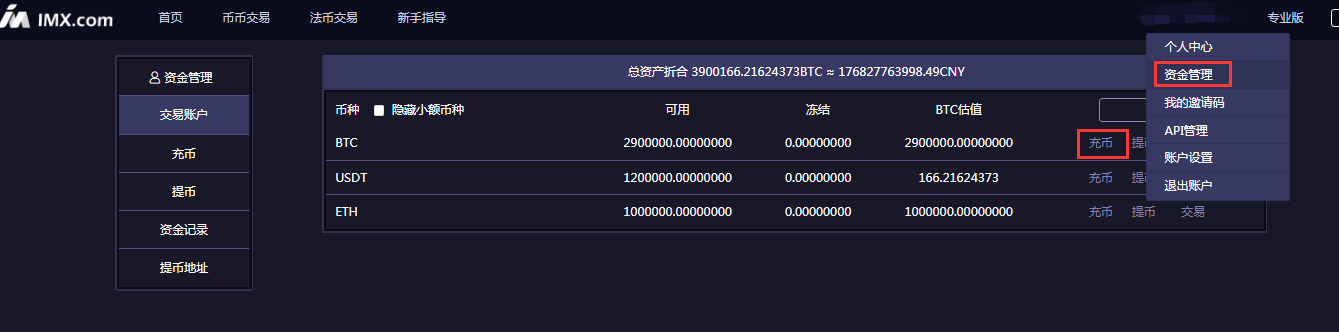 IMX.com 首页 币币交易 法币交易 新手指导 专业版
个人中心
资金管理
我的邀请码
API管理
账户设置
退出账户
资金管理
交易账户
充币
提币
资金记录
提币地址
总资产折合 3900166.21624373BTC ≈ 176827763998.49CNY
币种 隐藏小额币种 可用 冻结 BTC估值
BTC 2900000.00000000 0.00000000 2900000.00000000 充币
USDT 1200000.00000000 0.00000000 166.21624373 充币
ETH 1000000.00000000 0.00000000 1000000.00000000 充币 提币 交易